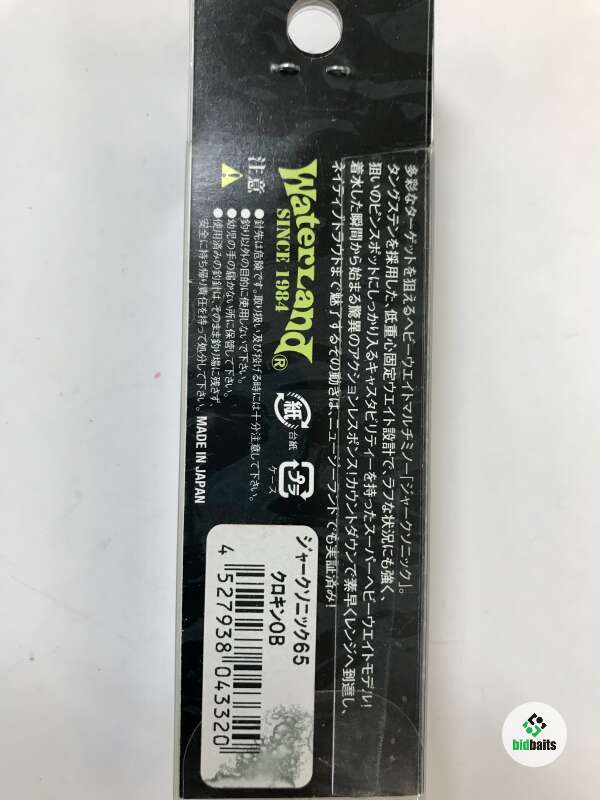 多彩なターゲットを狙えるヘビーウエイトマルチミノー「ジャークソニック」。
タングステンを採用した、低重心固定ウエイト設計で、ラフな状況にも強く、
狙いのピンスポットにしっかり入るキャスタビリティーを持ったスーパーヘビーウエイトモデル!
着水した瞬間から始まる驚異のアクションレスポンス!カウントダウンで素早くレンジへ到達し、
ネイティブトラウトまで魅了するその動きは、ニュージーランドでも実証済み!
WaterLand®
SINCE 1984
紙
台紙
プラ
ケース
注意
●針先は危険です。取り扱い及び投げる時には十分注意して下さい。
●釣り以外の目的に使用しないで下さい。
●幼児の手の届かない所に保管して下さい。
●使用済みの釣針は、そのまま釣り場に残さず、
安全に持ち帰り責任を持って処分して下さい。 MADE IN JAPAN
ジャークソニック65
クロキンOB
4 527938 043320
bidbaits